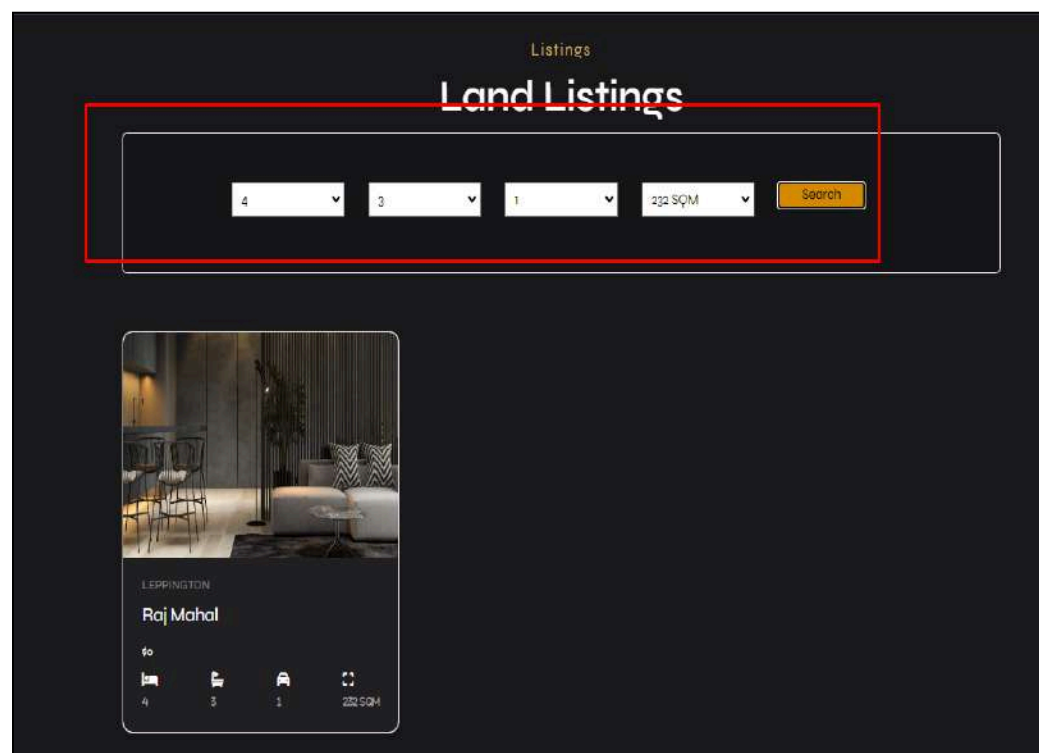 Listings
Land Listings
4 3 1 232 SQM Search
LEPPINGTON
Raj Mahal
$0
4 3 1 232 SQM